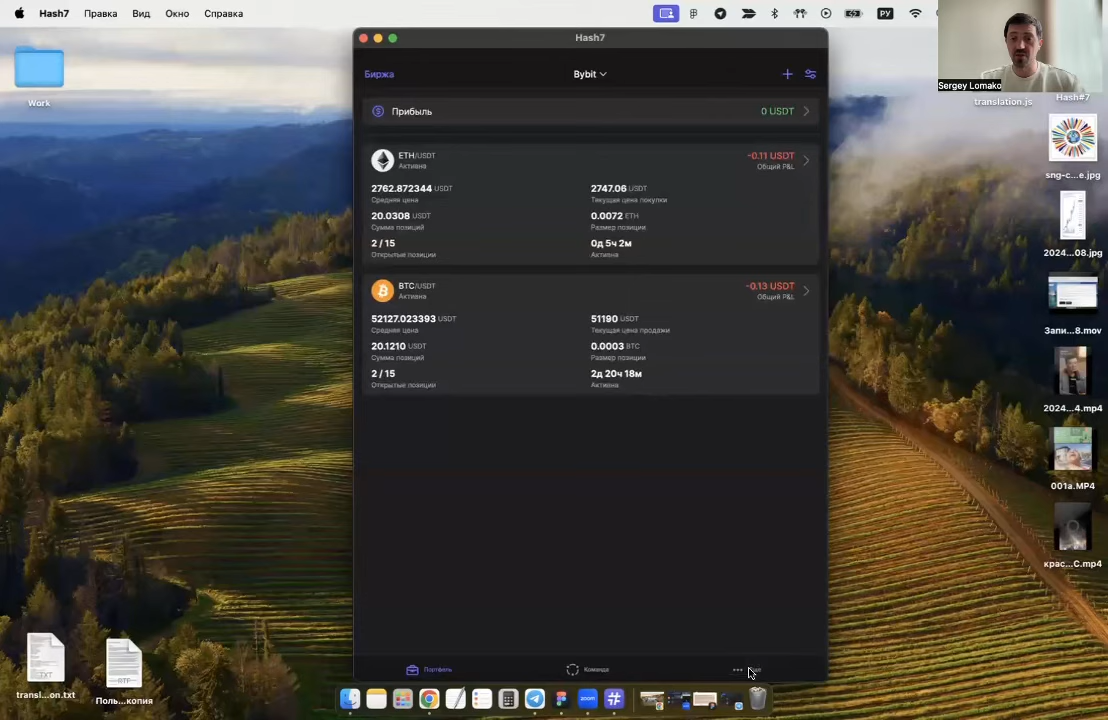 Hash7 Правка Вид Окно Справка
РУ
Sergey Lomako
Work
translation.js
Hash#7
sng-c...e.jpg
2024...08.jpg
Запи...8.mov
2024...4.mp4
001a.MP4
крас...C.mp4
transl...on.txt
Поль...копия
Hash7
Биржа
Bybit
Прибыль
0 USDT
ETH/USDT
Активна
-0.11 USDT
Общий P&L
2762.872344 USDT
Средняя цена
2747.06 USDT
Текущая цена покупки
20.0308 USDT
Сумма позиций
0.0072 ETH
Размер позиции
2 / 15
Открытые позиции
0д 5ч 2м
Активна
BTC/USDT
Активна
-0.13 USDT
Общий P&L
52127.023393 USDT
Средняя цена
51190 USDT
Текущая цена продажи
20.1210 USDT
Сумма позиций
0.0003 BTC
Размер позиции
2 / 15
Открытые позиции
2д 20ч 18м
Активна
Портфель
Команда
TXT
RTF
zoom